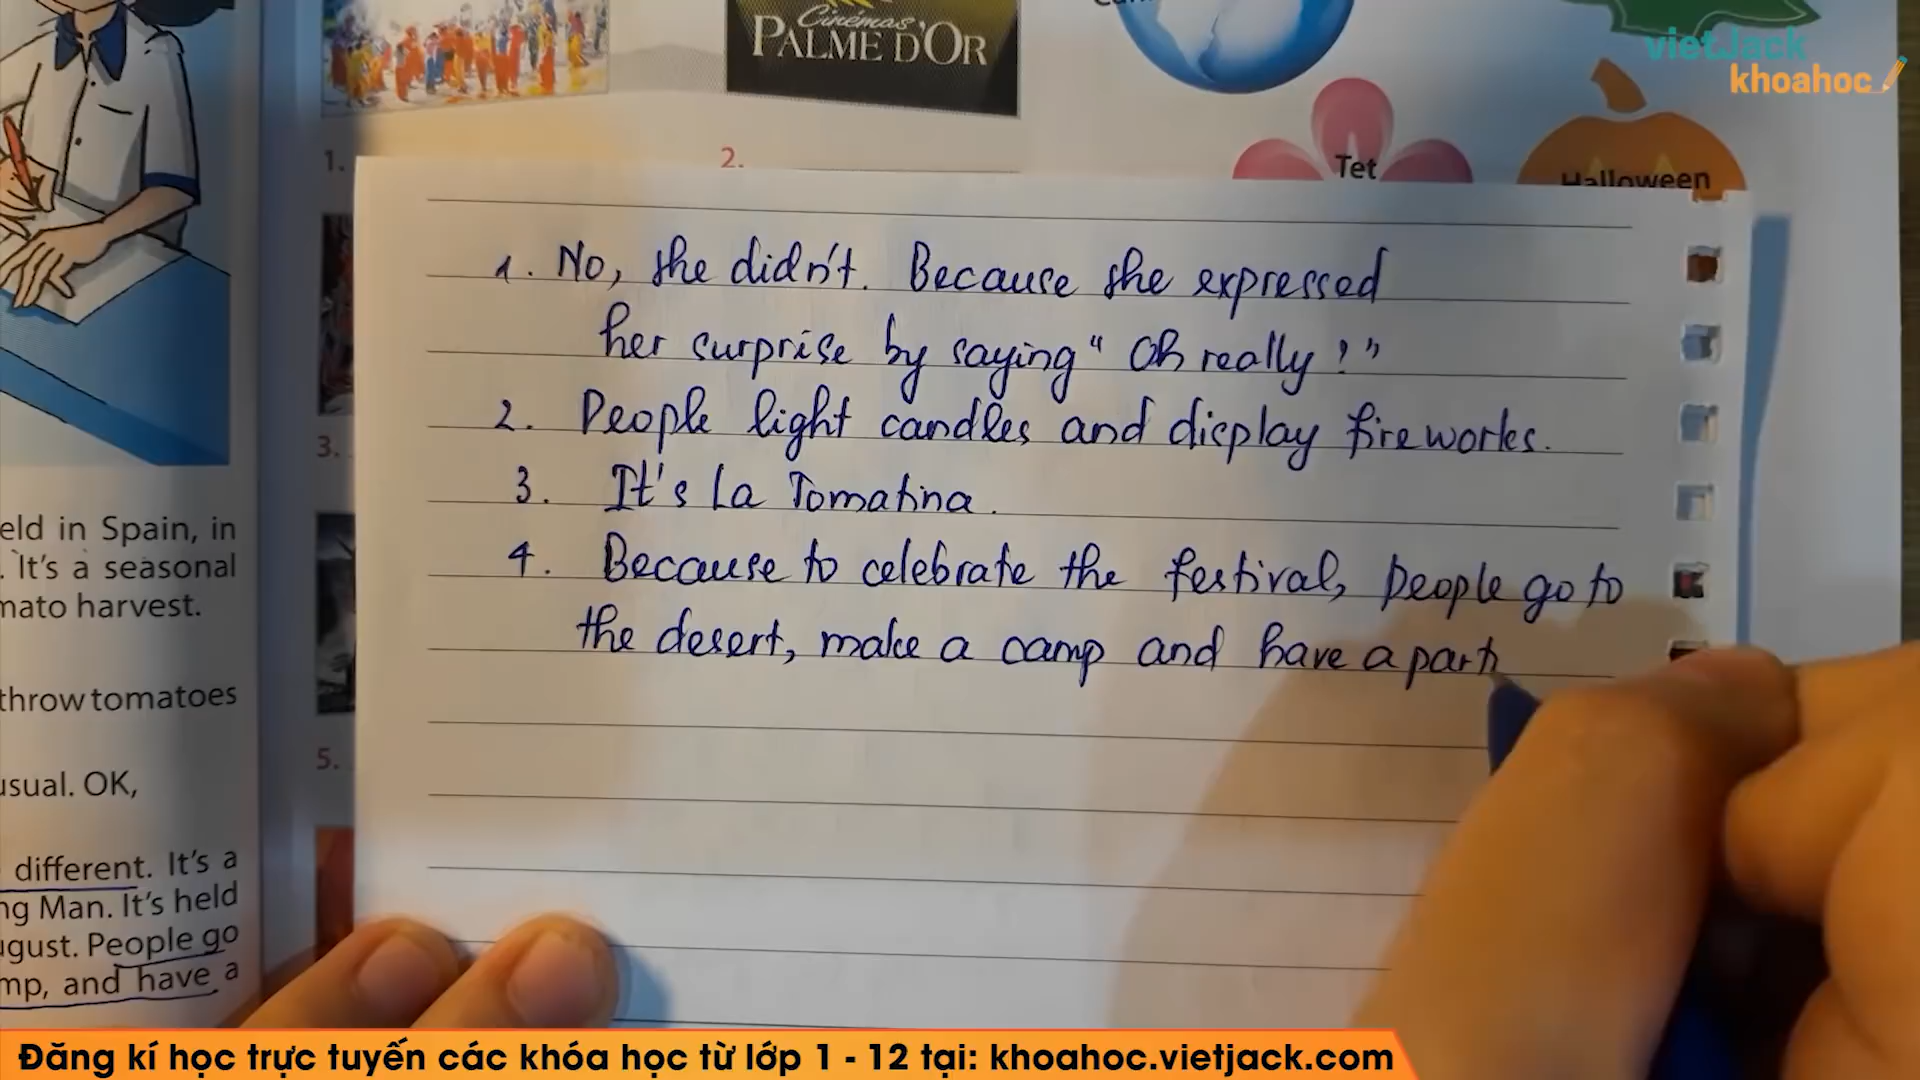 Cinemas
PALME D'OR
vietJack
khoahoc
1.
2.
Tet
Halloween
1. No, she didn't. Because she expressed
her surprise by saying "Oh really!"
2. People light candles and display fireworks.
3. It's La Tomatina.
4. Because to celebrate the festival, people go to
the desert, make a camp and have a part
3.
5.
eld in Spain, in
. It's a seasonal
mato harvest.
throw tomatoes
usual. OK,
different. It's a
ng Man. It's held
ugust. People go
mp, and have a
Đăng kí học trực tuyến các khóa học từ lớp 1 - 12 tại: khoahoc.vietjack.com